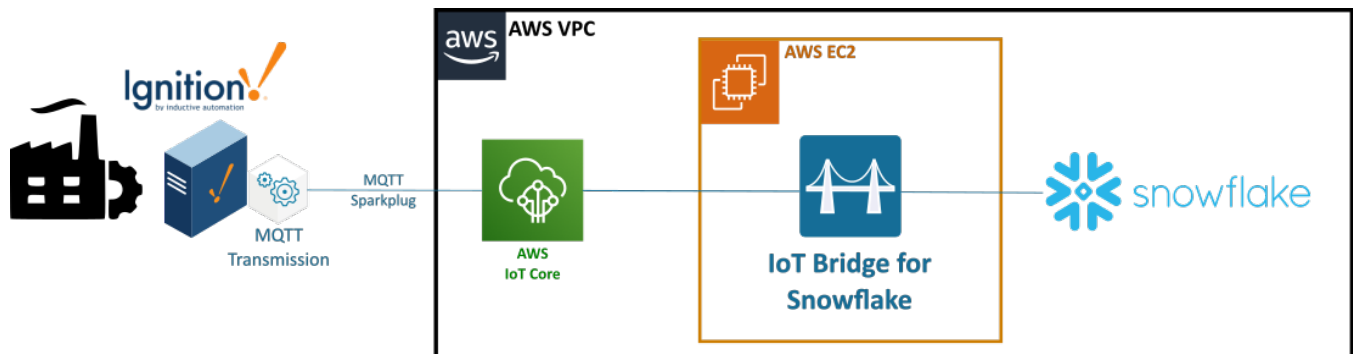 Ignition!
by inductive automation
MQTT
Transmission
MQTT
Sparkplug
aws
AWS VPC
AWS
IoT Core
AWS EC2
IoT Bridge for
Snowflake
snowflake